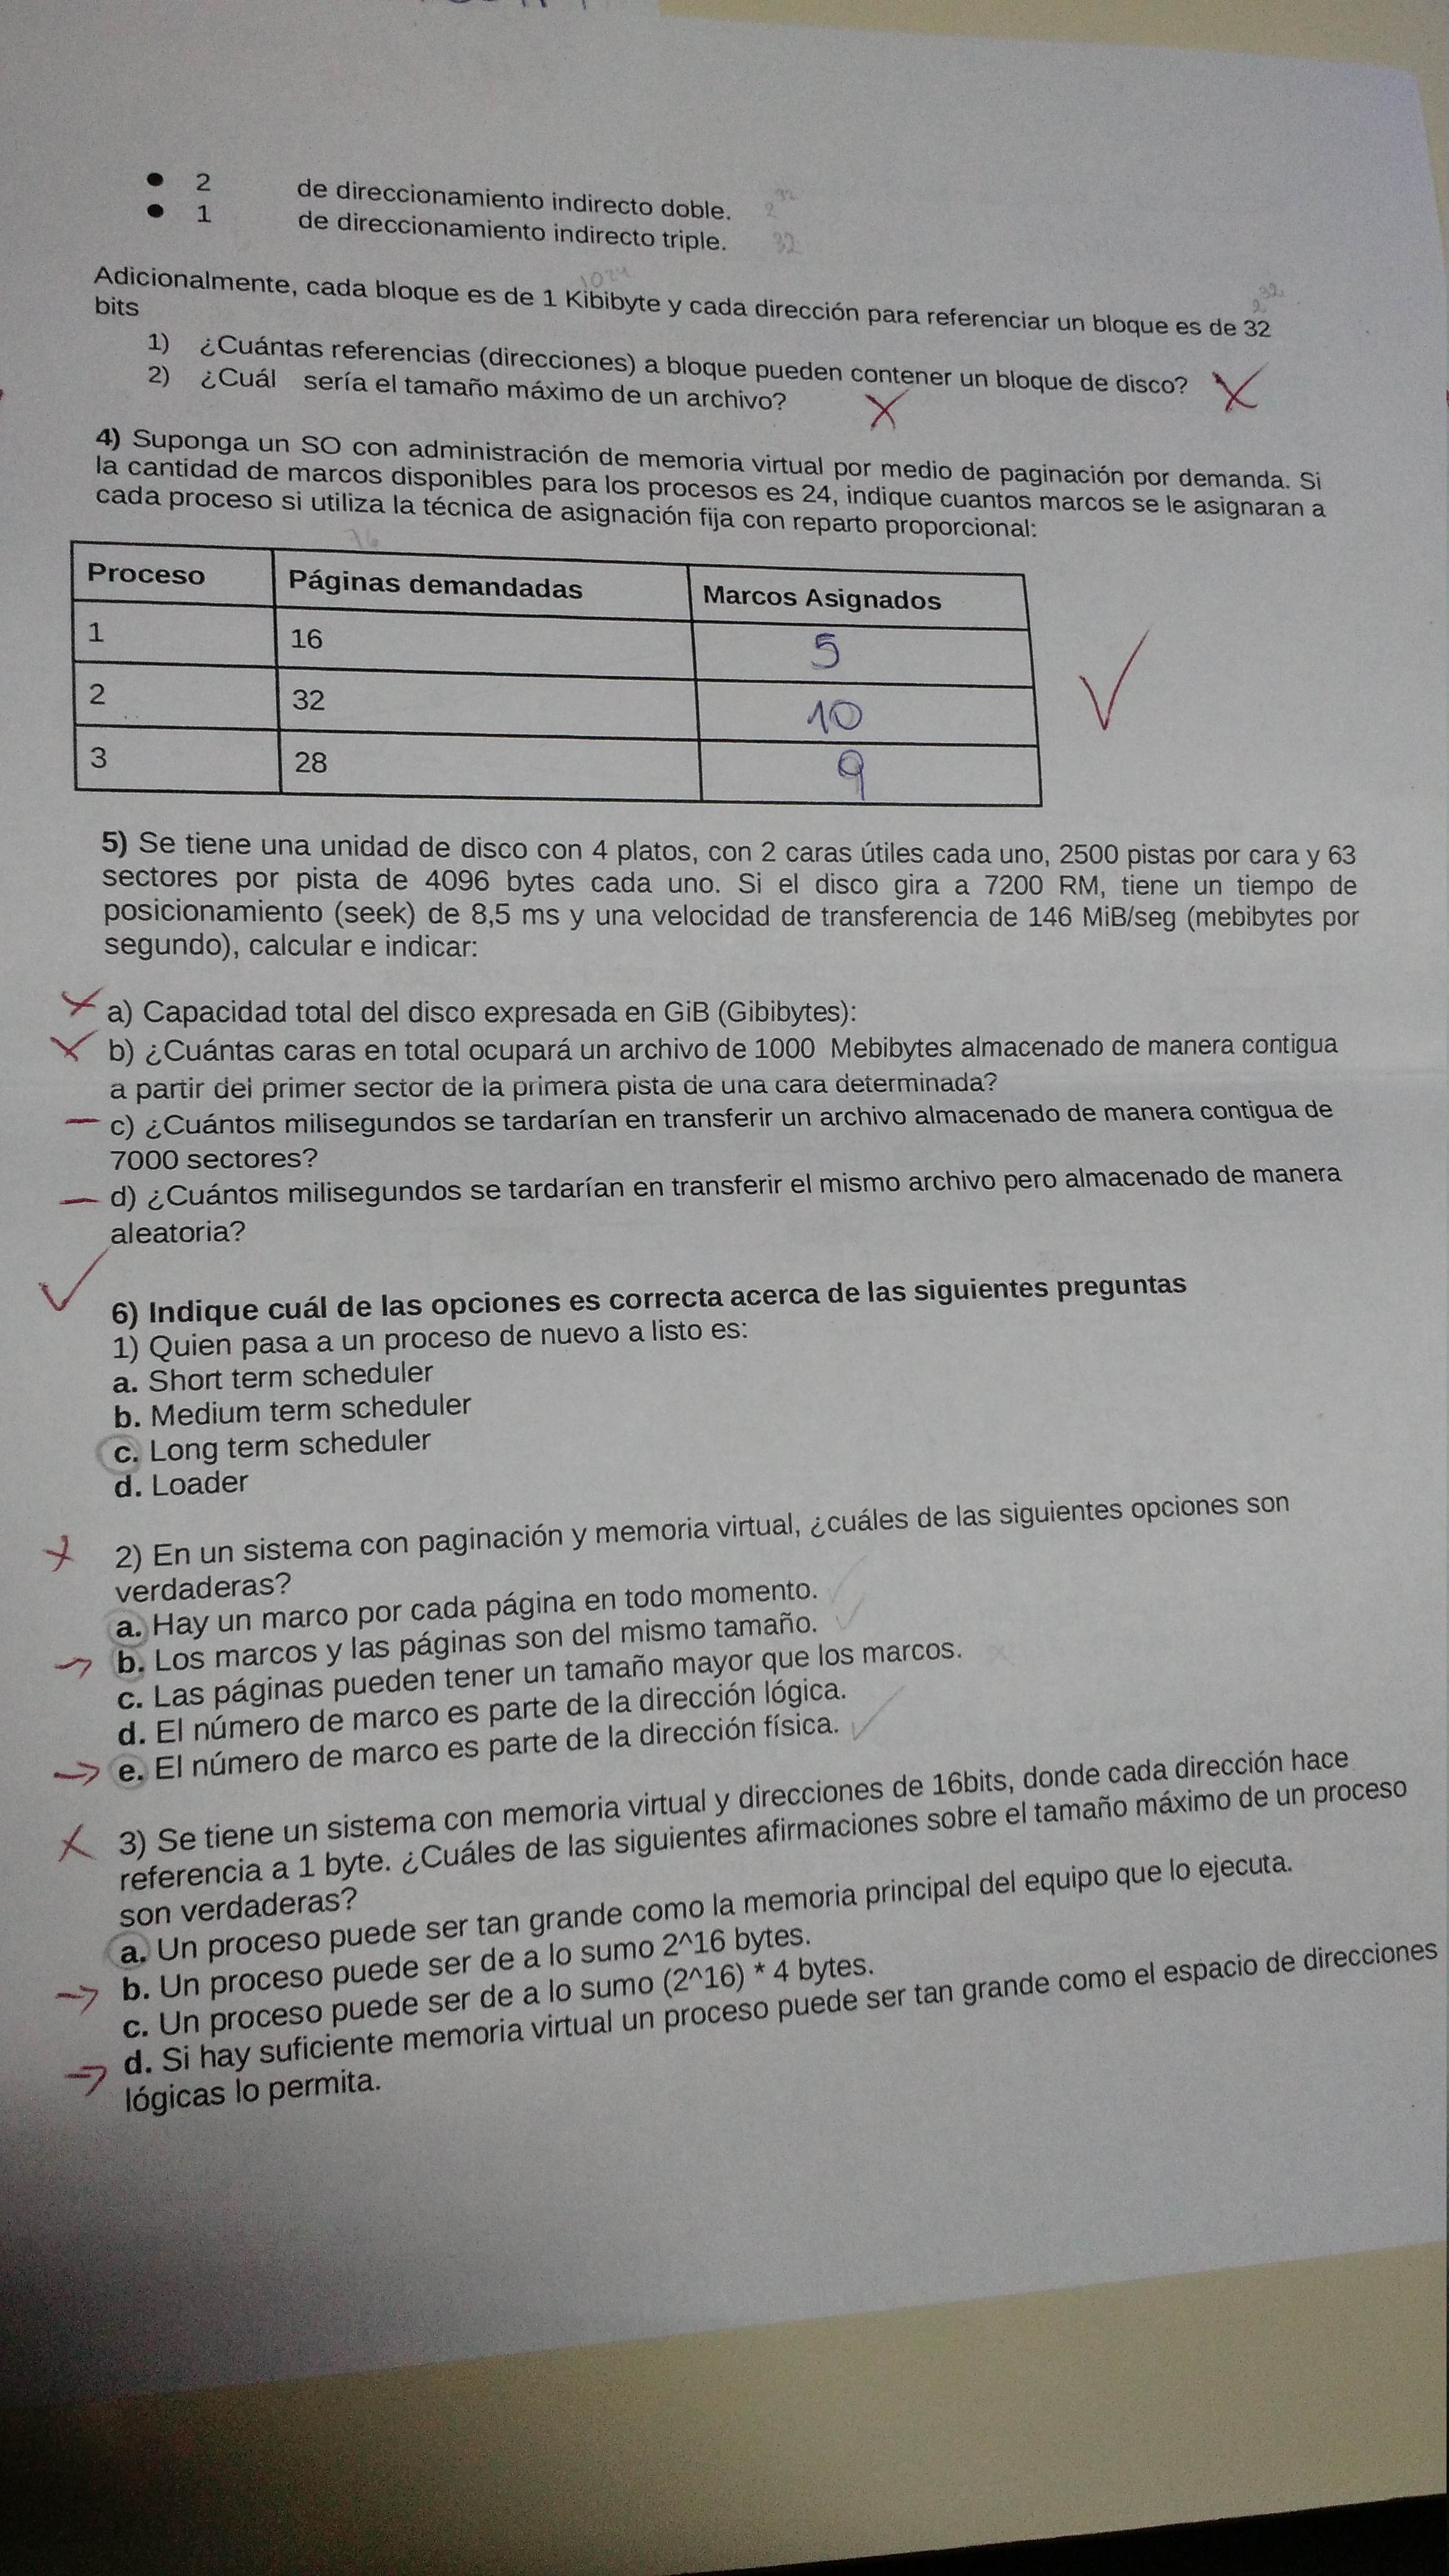 ● 2 de direccionamiento indirecto doble. 2^32
● 1 de direccionamiento indirecto triple. 32
1024
Adicionalmente, cada bloque es de 1 Kibibyte y cada dirección para referenciar un bloque es de 32
2^32
bits
1) ¿Cuántas referencias (direcciones) a bloque pueden contener un bloque de disco?
2) ¿Cuál sería el tamaño máximo de un archivo?
4) Suponga un SO con administración de memoria virtual por medio de paginación por demanda. Si
la cantidad de marcos disponibles para los procesos es 24, indique cuantos marcos se le asignaran a
cada proceso si utiliza la técnica de asignación fija con reparto proporcional:
76
Proceso Páginas demandadas Marcos Asignados
1 16 5
2 32 10
3 28 9
5) Se tiene una unidad de disco con 4 platos, con 2 caras útiles cada uno, 2500 pistas por cara y 63
sectores por pista de 4096 bytes cada uno. Si el disco gira a 7200 RM, tiene un tiempo de
posicionamiento (seek) de 8,5 ms y una velocidad de transferencia de 146 MiB/seg (mebibytes por
segundo), calcular e indicar:
a) Capacidad total del disco expresada en GiB (Gibibytes):
b) ¿Cuántas caras en total ocupará un archivo de 1000 Mebibytes almacenado de manera contigua
a partir del primer sector de la primera pista de una cara determinada?
c) ¿Cuántos milisegundos se tardarían en transferir un archivo almacenado de manera contigua de
7000 sectores?
d) ¿Cuántos milisegundos se tardarían en transferir el mismo archivo pero almacenado de manera
aleatoria?
6) Indique cuál de las opciones es correcta acerca de las siguientes preguntas
1) Quien pasa a un proceso de nuevo a listo es:
a. Short term scheduler
b. Medium term scheduler
c. Long term scheduler
d. Loader
2) En un sistema con paginación y memoria virtual, ¿cuáles de las siguientes opciones son
verdaderas?
a. Hay un marco por cada página en todo momento.
b. Los marcos y las páginas son del mismo tamaño.
c. Las páginas pueden tener un tamaño mayor que los marcos.
d. El número de marco es parte de la dirección lógica.
e. El número de marco es parte de la dirección física.
3) Se tiene un sistema con memoria virtual y direcciones de 16bits, donde cada dirección hace
referencia a 1 byte. ¿Cuáles de las siguientes afirmaciones sobre el tamaño máximo de un proceso
son verdaderas?
a. Un proceso puede ser tan grande como la memoria principal del equipo que lo ejecuta.
b. Un proceso puede ser de a lo sumo 2^16 bytes.
c. Un proceso puede ser de a lo sumo (2^16) * 4 bytes.
d. Si hay suficiente memoria virtual un proceso puede ser tan grande como el espacio de direcciones
lógicas lo permita.